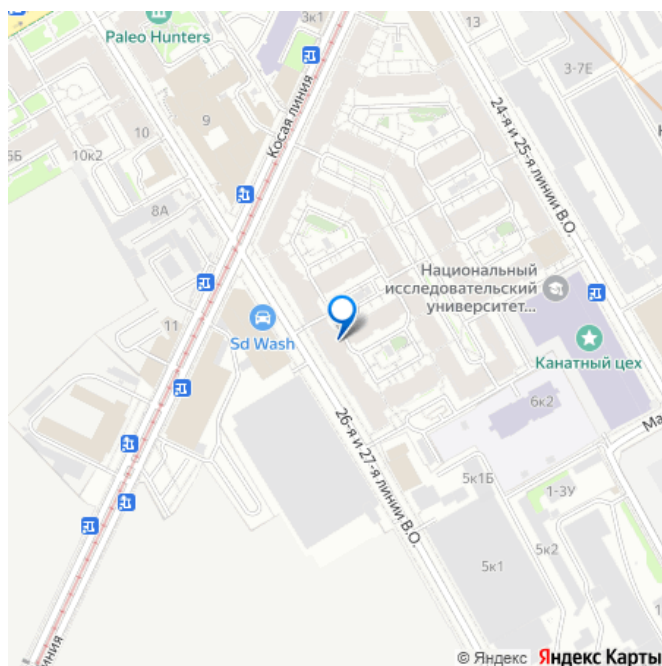 Paleo Hunters
3к1
13
3-7Е
Косая линия
24-я и 25-я линии В.О.
10
9
10к2
8А
11
Sd Wash
Национальный
исследовательский
университет...
Канатный цех
26-я и 27-я линии В.О.
6к2
5к1Б
1-3У
5к2
5к1
© Яндекс Яндекс Карты